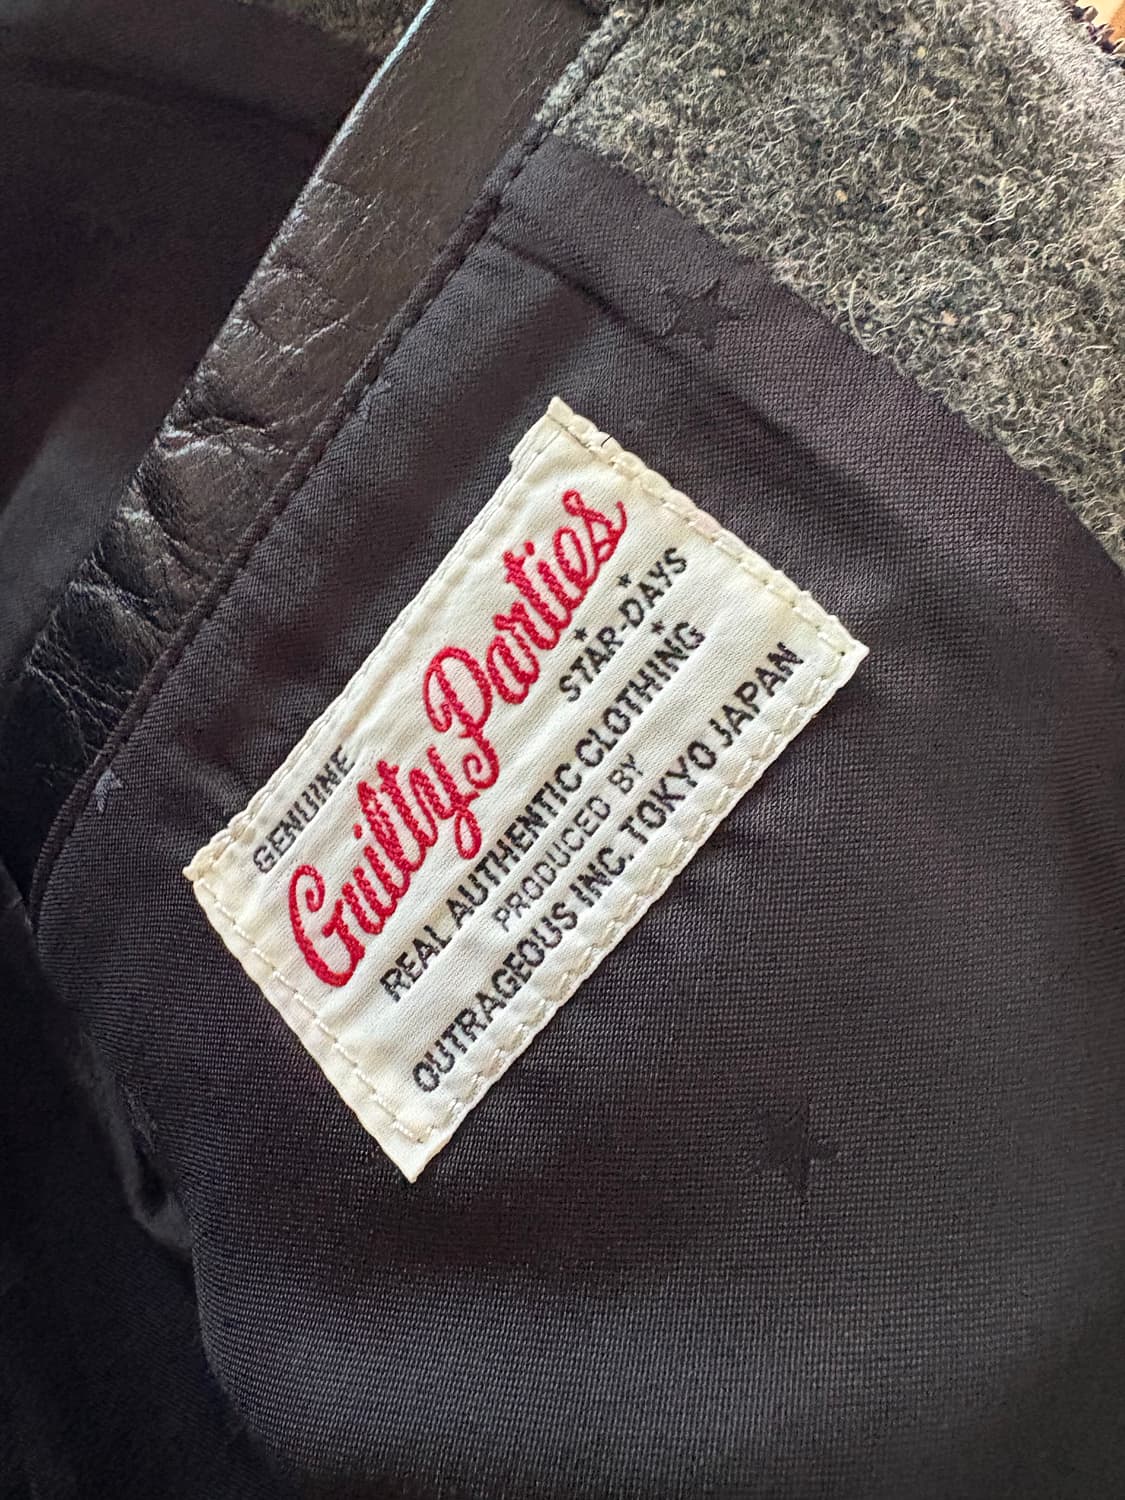 GENUINE
Guilty Parties
STAR-DAYS
REAL AUTHENTIC CLOTHING
PRODUCED BY
OUTRAGEOUS INC. TOKYO JAPAN